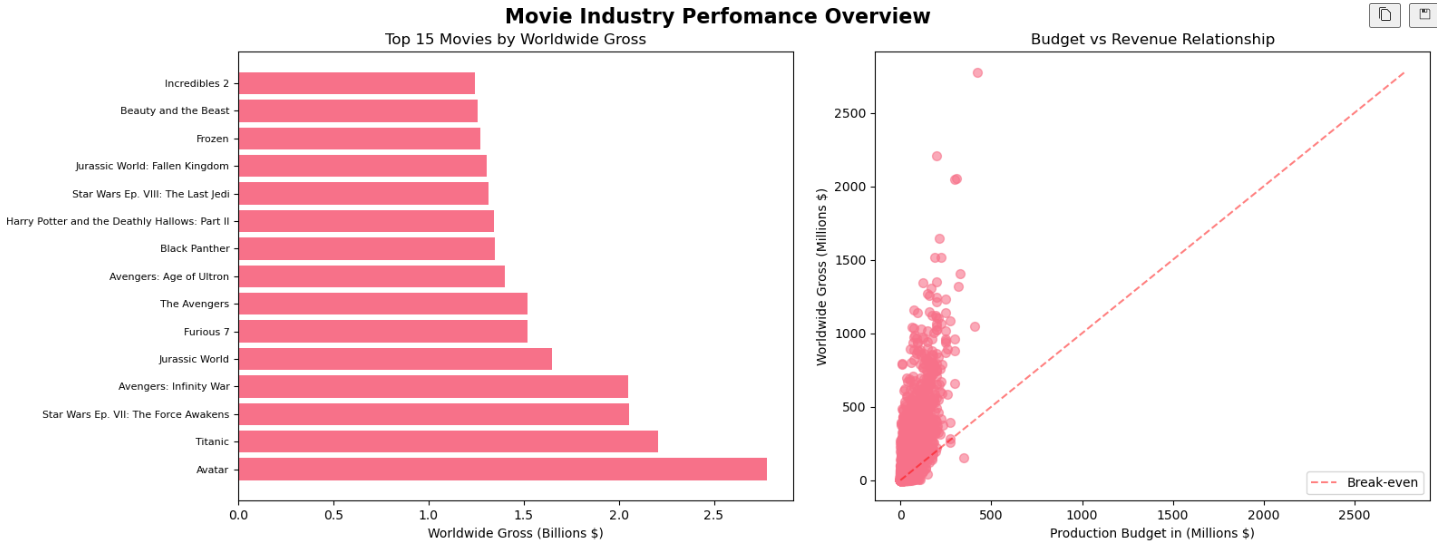 Movie Industry Perfomance Overview
Top 15 Movies by Worldwide Gross
Incredibles 2
Beauty and the Beast
Frozen
Jurassic World: Fallen Kingdom
Star Wars Ep. VIII: The Last Jedi
Harry Potter and the Deathly Hallows: Part II
Black Panther
Avengers: Age of Ultron
The Avengers
Furious 7
Jurassic World
Avengers: Infinity War
Star Wars Ep. VII: The Force Awakens
Titanic
Avatar
0.0 0.5 1.0 1.5 2.0 2.5
Worldwide Gross (Billions $)
Budget vs Revenue Relationship
Worldwide Gross (Millions $)
2500
2000
1500
1000
500
0
Break-even
0 500 1000 1500 2000 2500
Production Budget in (Millions $)